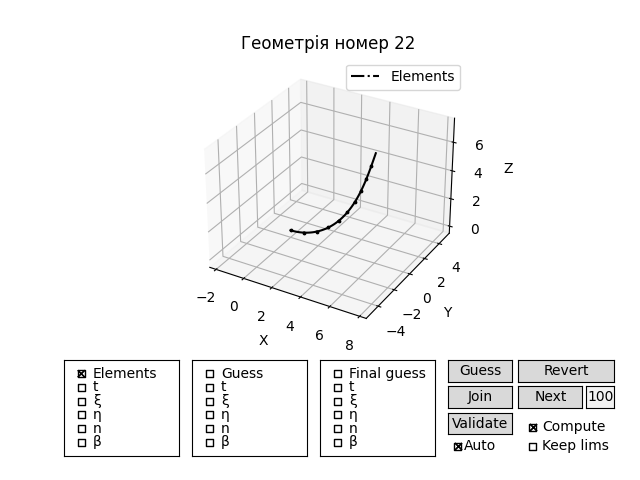 Геометрія номер 22
Elements
6
4
2
0
Z
4
2
0
−2
−4
Y
−2
0
2
4
6
8
X
Elements
t
ξ
η
n
β
Guess
t
ξ
η
n
β
Final guess
t
ξ
η
n
β
Guess
Revert
Join
Next
100
Validate
Compute
Auto
Keep lims